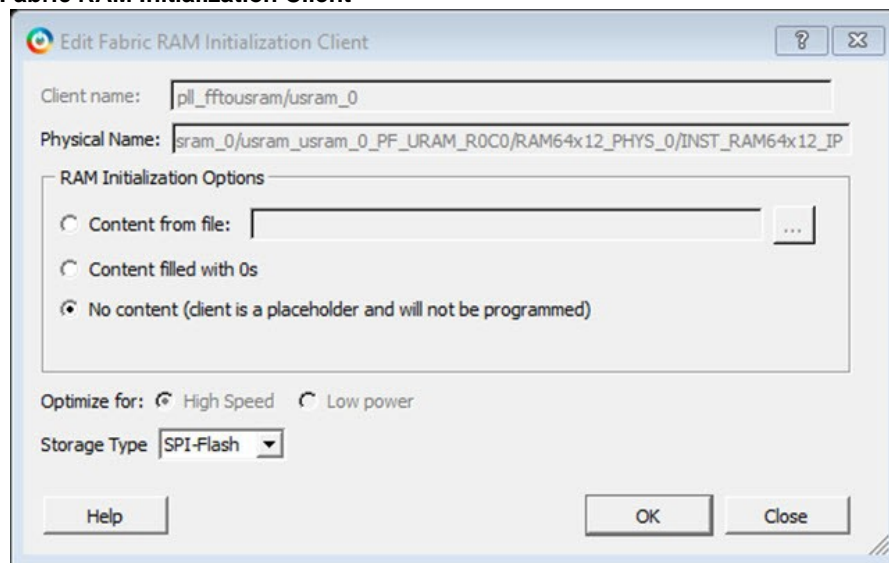 Fabric RAM Initialization Client
Edit Fabric RAM Initialization Client
Client name: pll_fftousram/usram_0
Physical Name: sram_0/usram_usram_0_PF_URAM_R0C0/RAM64x12_PHYS_0/INST_RAM64x12_IP
RAM Initialization Options
Content from file: ...
Content filled with 0s
No content (client is a placeholder and will not be programmed)
Optimize for: High Speed Low power
Storage Type SPI-Flash
Help OK Close